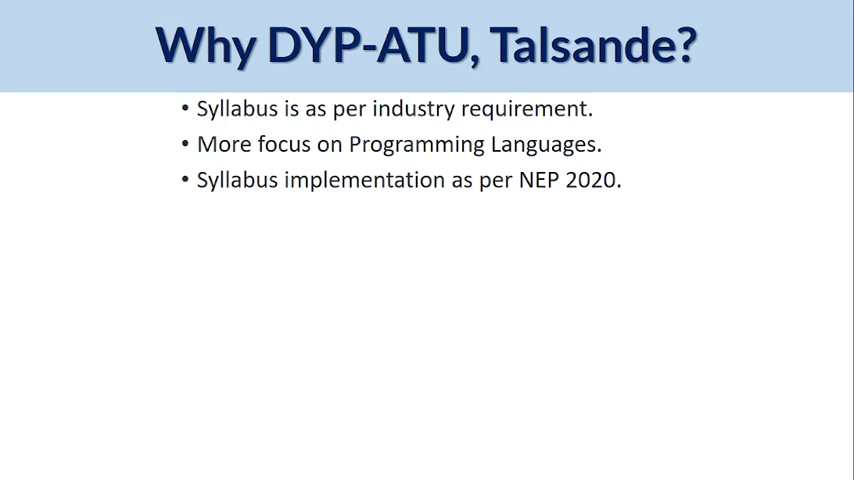 Why DYP-ATU, Talsande?
• Syllabus is as per industry requirement.
• More focus on Programming Languages.
• Syllabus implementation as per NEP 2020.